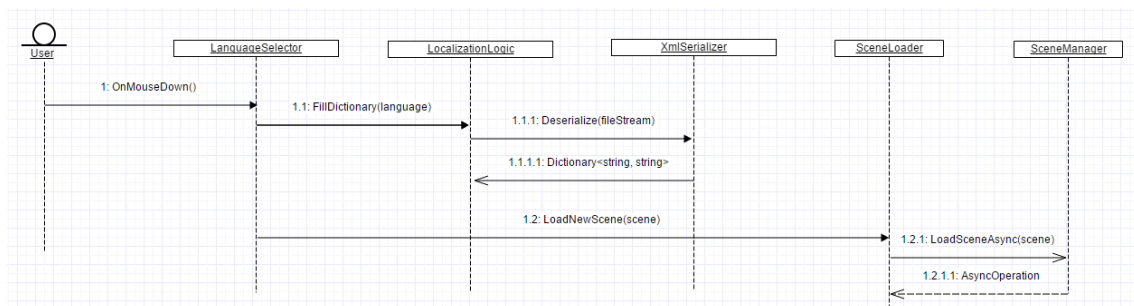 User
LanguageSelector
LocalizationLogic
XmlSerializer
SceneLoader
SceneManager
1: OnMouseDown()
1.1: FillDictionary(language)
1.1.1: Deserialize(fileStream)
1.1.1.1: Dictionary<string, string>
1.2: LoadNewScene(scene)
1.2.1: LoadSceneAsync(scene)
1.2.1.1: AsyncOperation